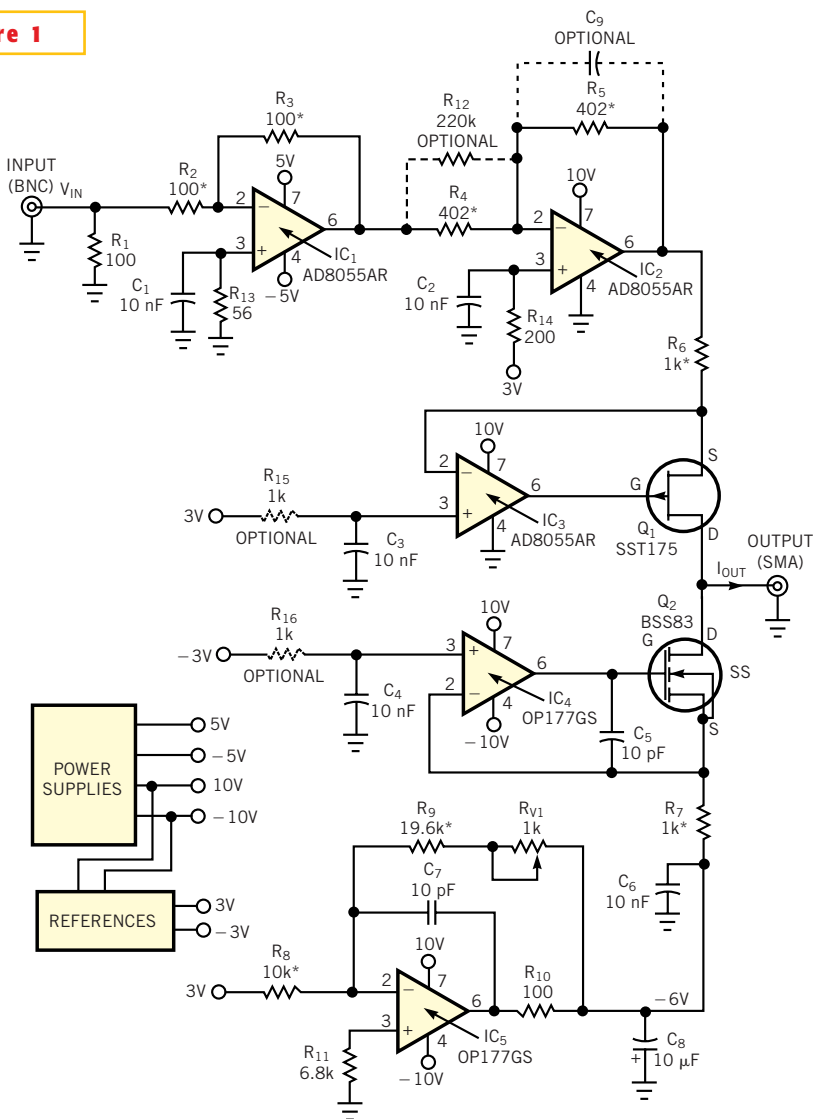 re 1
C9
OPTIONAL
R5
402*
R12
220k
OPTIONAL
R3
100*
INPUT
(BNC) VIN
R2
100*
5V
7
2
−
6
3
+
4
−5V
IC1
AD8055AR
R1
100
C1
10 nF
R13
56
R4
402*
10V
7
2
−
6
3
+
4
IC2
AD8055AR
C2
10 nF
R14
200
3V
R6
1k*
10V
7
2
−
6
3
+
4
IC3
AD8055AR
R15
1k
3V
OPTIONAL
C3
10 nF
S
G
D
Q1
SST175
OUTPUT
(SMA)
IOUT
Q2
BSS83
G
D
SS
S
R16
1k
−3V
OPTIONAL
C4
10 nF
10V
7
3
+
6
2
−
4
−10V
IC4
OP177GS
C5
10 pF
POWER
SUPPLIES
5V
−5V
10V
−10V
REFERENCES
3V
−3V
R9
19.6k*
RV1
1k
C7
10 pF
R7
1k*
C6
10 nF
R8
10k*
3V
10V
7
2
−
6
3
+
4
−10V
IC5
OP177GS
R10
100
−6V
R11
6.8k
C8
10 µF
+